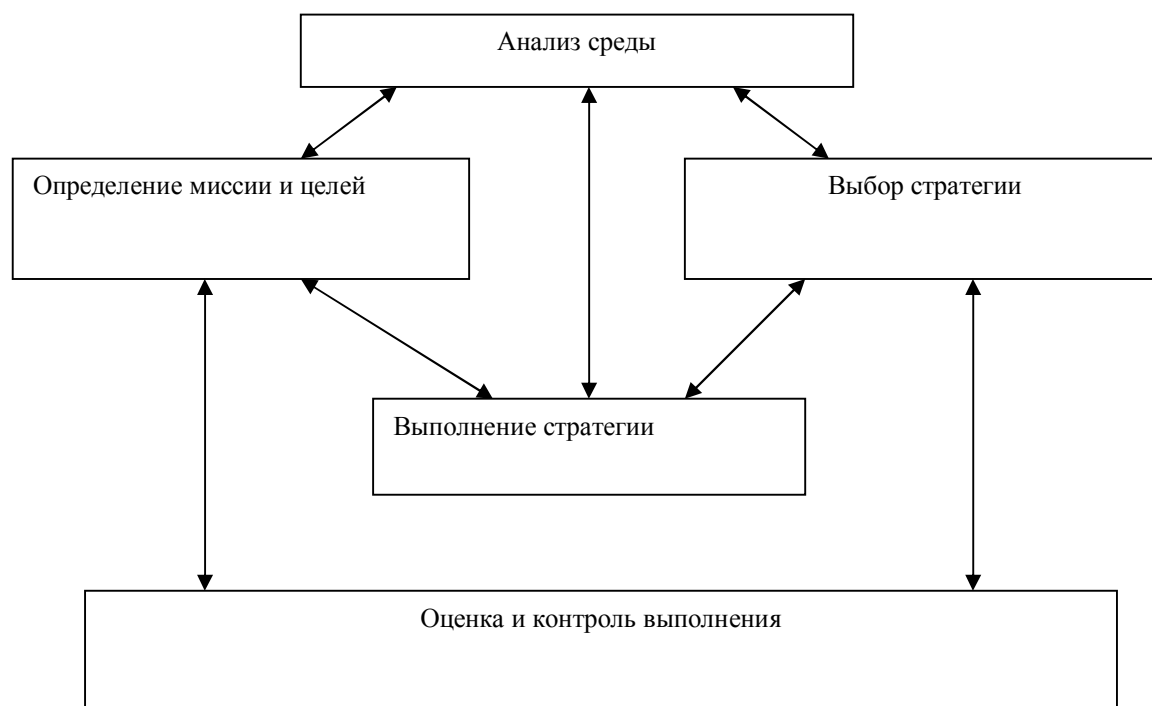 Анализ среды
Определение миссии и целей
Выбор стратегии
Выполнение стратегии
Оценка и контроль выполнения